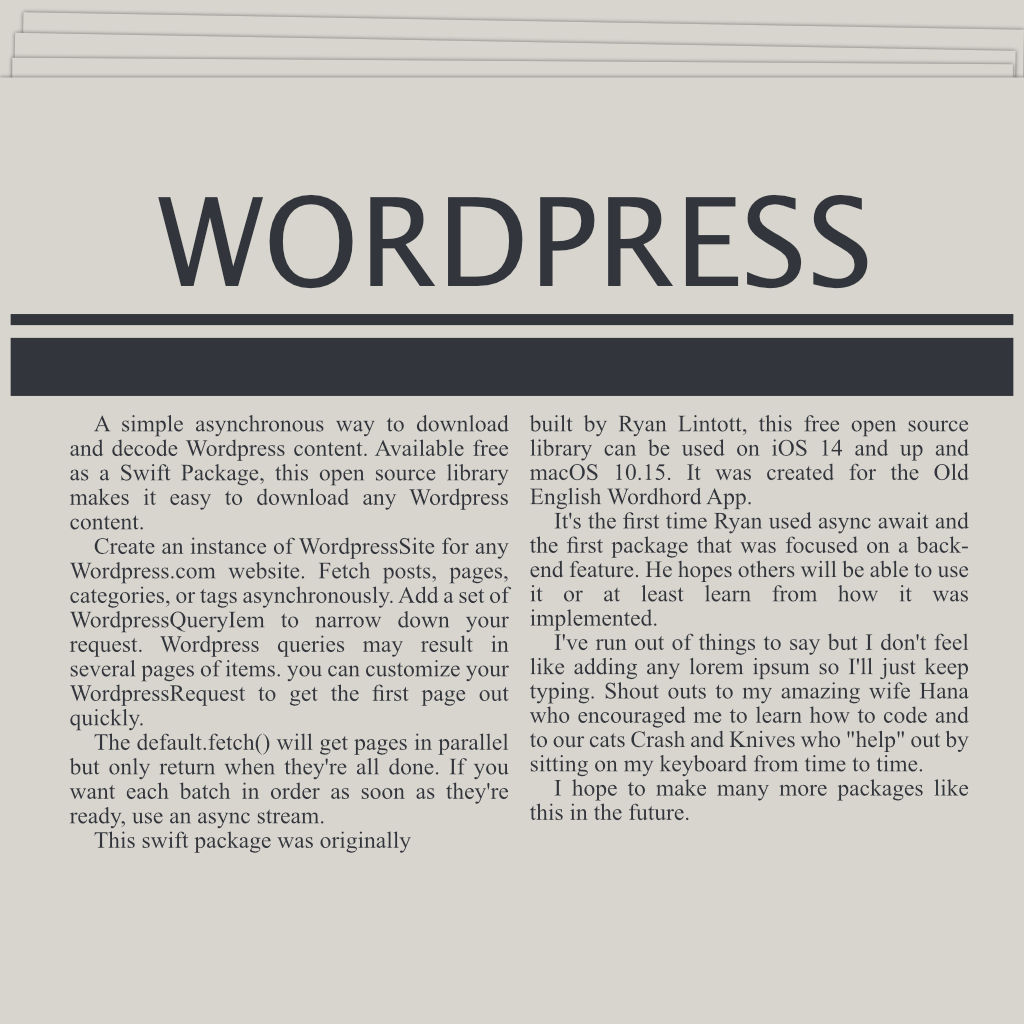 WORDPRESS
A simple asynchronous way to download
and decode Wordpress content. Available free
as a Swift Package, this open source library
makes it easy to download any Wordpress
content.
Create an instance of WordpressSite for any
Wordpress.com website. Fetch posts, pages,
categories, or tags asynchronously. Add a set of
WordpressQueryIem to narrow down your
request. Wordpress queries may result in
several pages of items. you can customize your
WordpressRequest to get the first page out
quickly.
The default.fetch() will get pages in parallel
but only return when they're all done. If you
want each batch in order as soon as they're
ready, use an async stream.
This swift package was originally
built by Ryan Lintott, this free open source
library can be used on iOS 14 and up and
macOS 10.15. It was created for the Old
English Wordhord App.
It's the first time Ryan used async await and
the first package that was focused on a back-
end feature. He hopes others will be able to use
it or at least learn from how it was
implemented.
I've run out of things to say but I don't feel
like adding any lorem ipsum so I'll just keep
typing. Shout outs to my amazing wife Hana
who encouraged me to learn how to code and
to our cats Crash and Knives who "help" out by
sitting on my keyboard from time to time.
I hope to make many more packages like
this in the future.